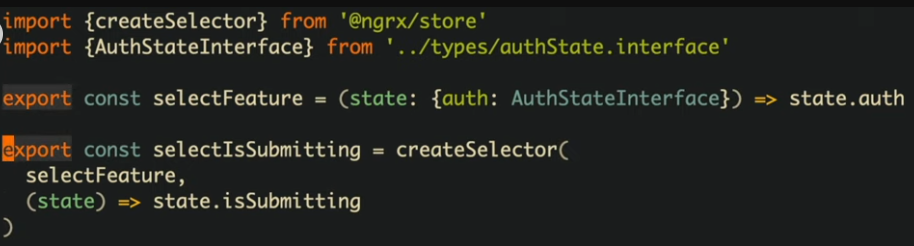 import {createSelector} from '@ngrx/store'
import {AuthStateInterface} from '../types/authState.interface'
export const selectFeature = (state: {auth: AuthStateInterface}) => state.auth
export const selectIsSubmitting = createSelector(
selectFeature,
(state) => state.isSubmitting
)